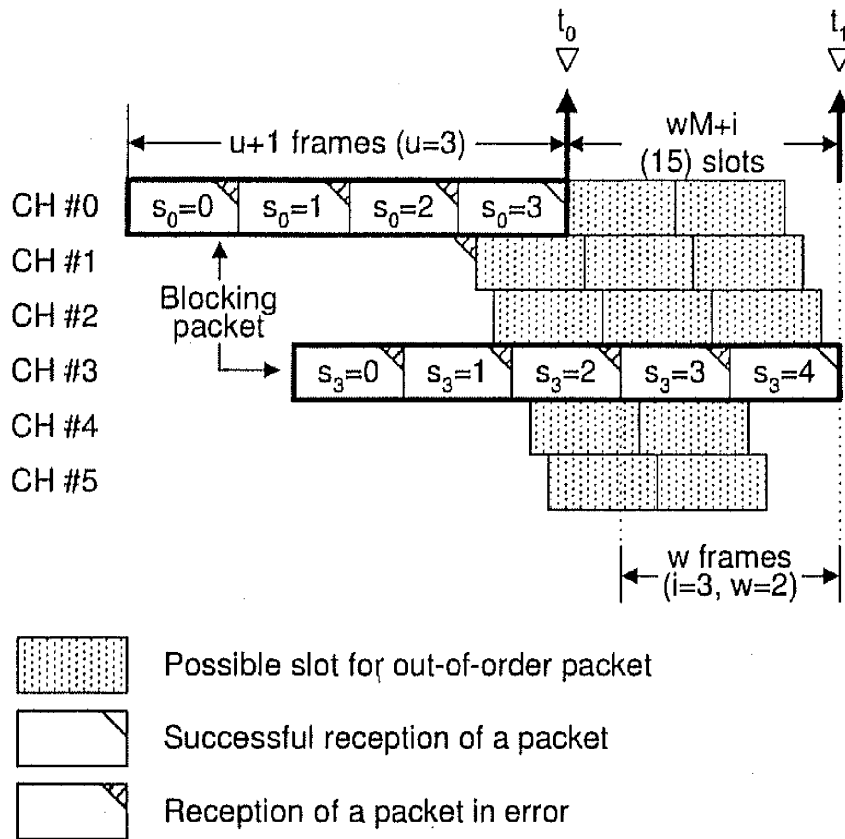 t₀ t₁
u+1 frames (u=3)
wM+i
(15) slots
CH #0 s₀=0 s₀=1 s₀=2 s₀=3
CH #1
Blocking
packet
CH #2
CH #3 s₃=0 s₃=1 s₃=2 s₃=3 s₃=4
CH #4
CH #5
w frames
(i=3, w=2)
Possible slot for out-of-order packet
Successful reception of a packet
Reception of a packet in error